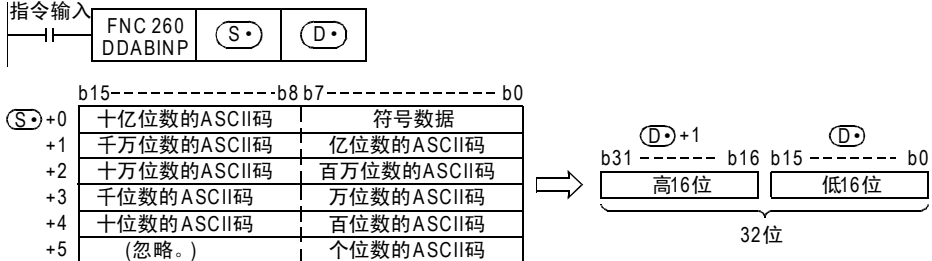 指令输入
FNC 260
DDABINP
S•
D•
b15 b8 b7 b0
S• +0 十亿位数的ASCII码 符号数据
+1 千万位数的ASCII码 亿位数的ASCII码
+2 十万位数的ASCII码 百万位数的ASCII码
+3 千位数的ASCII码 万位数的ASCII码
+4 十位数的ASCII码 百位数的ASCII码
+5 (忽略。) 个位数的ASCII码
D• +1 D•
b31 b16 b15 b0
高16位 低16位
32位